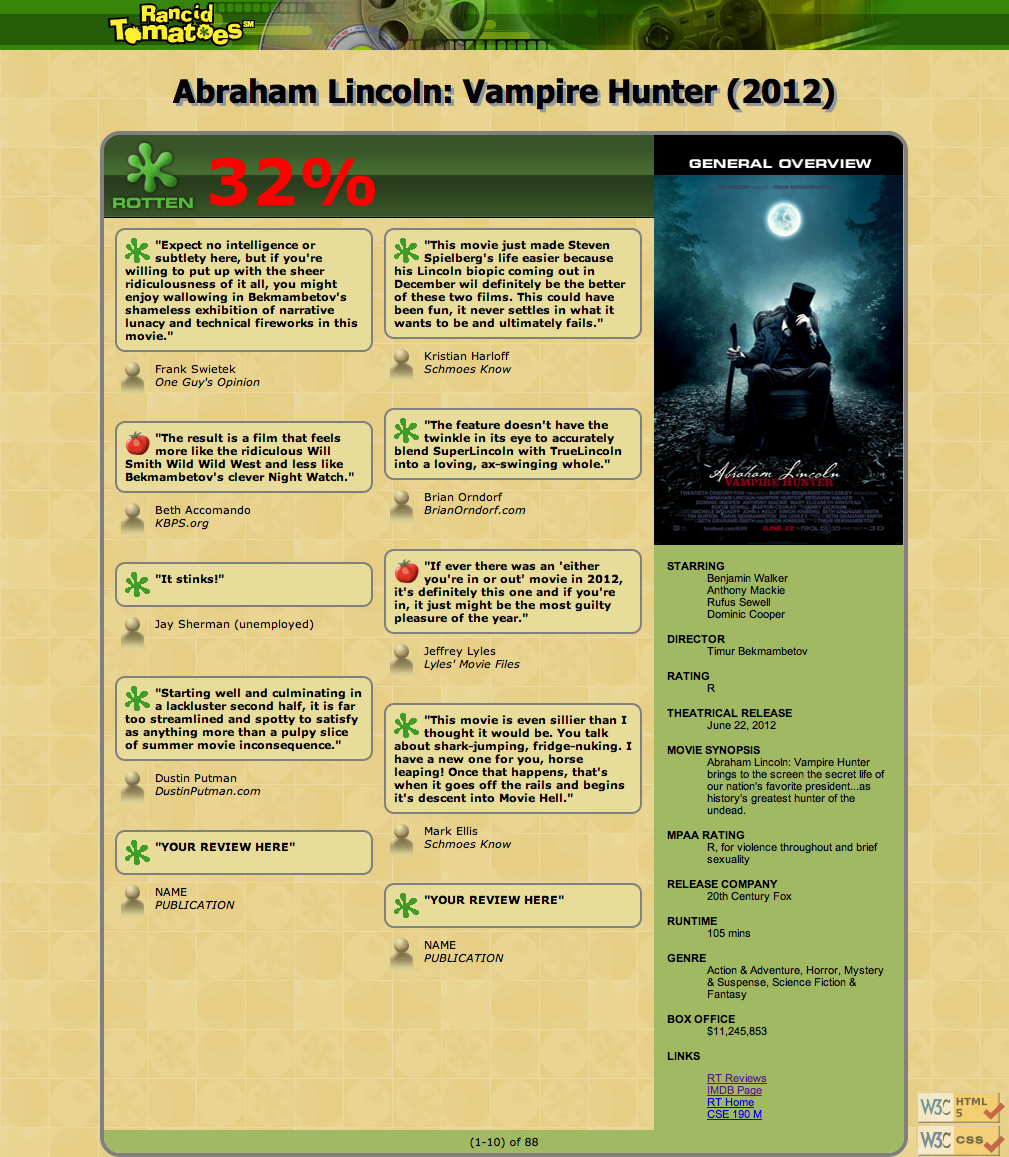 Rancid
Tomatoes SM
Abraham Lincoln: Vampire Hunter (2012)
ROTTEN
32%
"Expect no intelligence or
subtlety here, but if you're
willing to put up with the sheer
ridiculousness of it all, you might
enjoy wallowing in Bekmambetov's
shameless exhibition of narrative
lunacy and technical fireworks in this
movie."
Frank Swietek
One Guy's Opinion
"The result is a film that feels
more like the ridiculous Will
Smith Wild Wild West and less like
Bekmambetov's clever Night Watch."
Beth Accomando
KBPS.org
"It stinks!"
Jay Sherman (unemployed)
"Starting well and culminating in
a lackluster second half, it is far
too streamlined and spotty to satisfy
as anything more than a pulpy slice
of summer movie inconsequence."
Dustin Putman
DustinPutman.com
"YOUR REVIEW HERE"
NAME
PUBLICATION
"This movie just made Steven
Spielberg's life easier because
his Lincoln biopic coming out in
December wil definitely be the better
of these two films. This could have
been fun, it never settles in what it
wants to be and ultimately fails."
Kristian Harloff
Schmoes Know
"The feature doesn't have the
twinkle in its eye to accurately
blend SuperLincoln with TrueLincoln
into a loving, ax-swinging whole."
Brian Orndorf
BrianOrndorf.com
"If ever there was an 'either
you're in or out' movie in 2012,
it's definitely this one and if you're
in, it just might be the most guilty
pleasure of the year."
Jeffrey Lyles
Lyles' Movie Files
"This movie is even sillier than I
thought it would be. You talk
about shark-jumping, fridge-nuking. I
have a new one for you, horse
leaping! Once that happens, that's
when it goes off the rails and begins
it's descent into Movie Hell."
Mark Ellis
Schmoes Know
"YOUR REVIEW HERE"
NAME
PUBLICATION
GENERAL OVERVIEW
Abraham Lincoln
VAMPIRE HUNTER
JUNE 22
STARRING
Benjamin Walker
Anthony Mackie
Rufus Sewell
Dominic Cooper
DIRECTOR
Timur Bekmambetov
RATING
R
THEATRICAL RELEASE
June 22, 2012
MOVIE SYNOPSIS
Abraham Lincoln: Vampire Hunter
brings to the screen the secret life of
our nation's favorite president...as
history's greatest hunter of the
undead.
MPAA RATING
R, for violence throughout and brief
sexuality
RELEASE COMPANY
20th Century Fox
RUNTIME
105 mins
GENRE
Action & Adventure, Horror, Mystery
& Suspense, Science Fiction &
Fantasy
BOX OFFICE
$11,245,853
LINKS
RT Reviews
IMDB Page
RT Home
CSE 190 M
(1-10) of 88
W3C HTML
5
W3C CSS